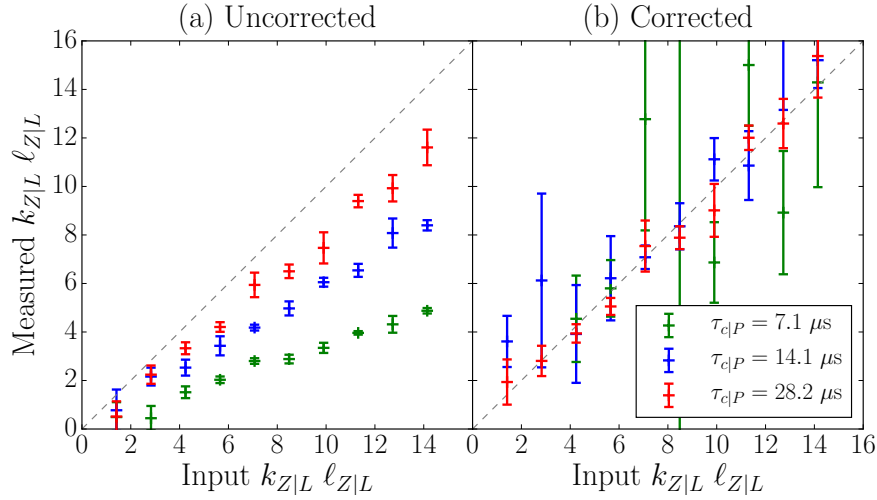 (a) Uncorrected
(b) Corrected
16
14
12
10
8
6
4
2
0
Measured k_{Z|L} ℓ_{Z|L}
τ_{c|P} = 7.1 μs
τ_{c|P} = 14.1 μs
τ_{c|P} = 28.2 μs
0 2 4 6 8 10 12 14
0 2 4 6 8 10 12 14 16
Input k_{Z|L} ℓ_{Z|L}
Input k_{Z|L} ℓ_{Z|L}